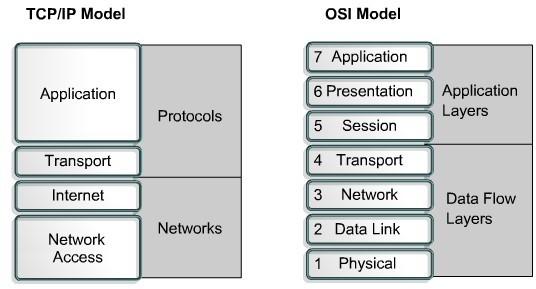 TCP/IP Model
Application
Transport
Internet
Network
Access
Protocols
Networks
OSI Model
7 Application
6 Presentation
5 Session
4 Transport
3 Network
2 Data Link
1 Physical
Application
Layers
Data Flow
Layers